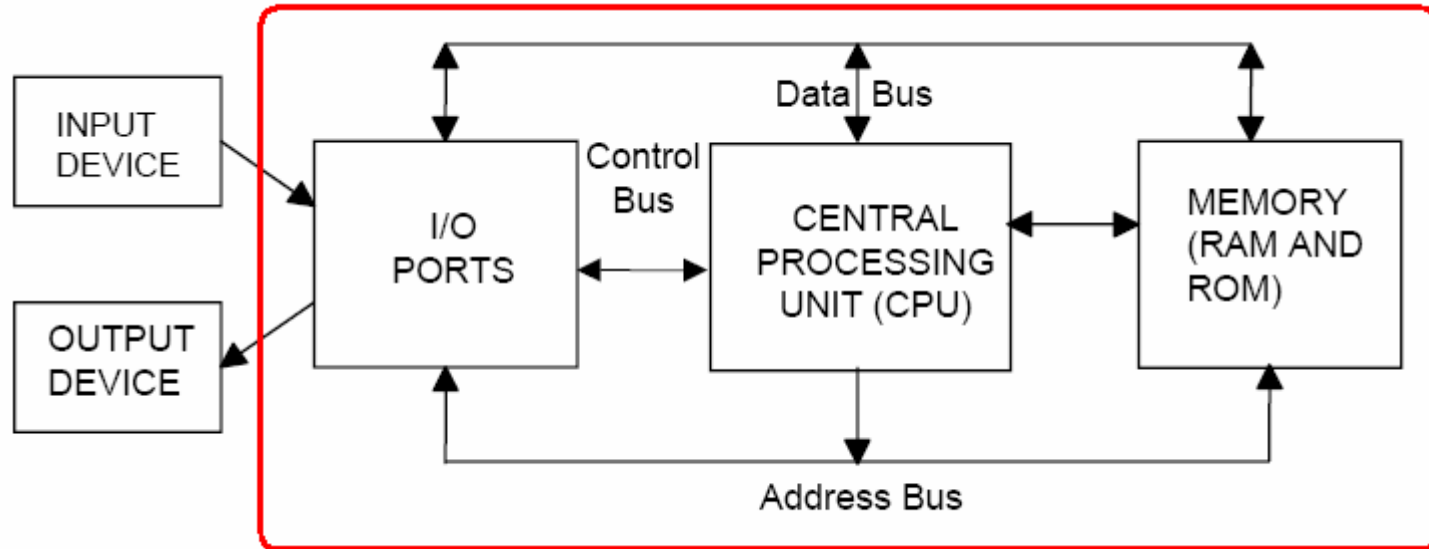 INPUT
DEVICE
OUTPUT
DEVICE
I/O
PORTS
Control
Bus
Data Bus
CENTRAL
PROCESSING
UNIT (CPU)
MEMORY
(RAM AND
ROM)
Address Bus